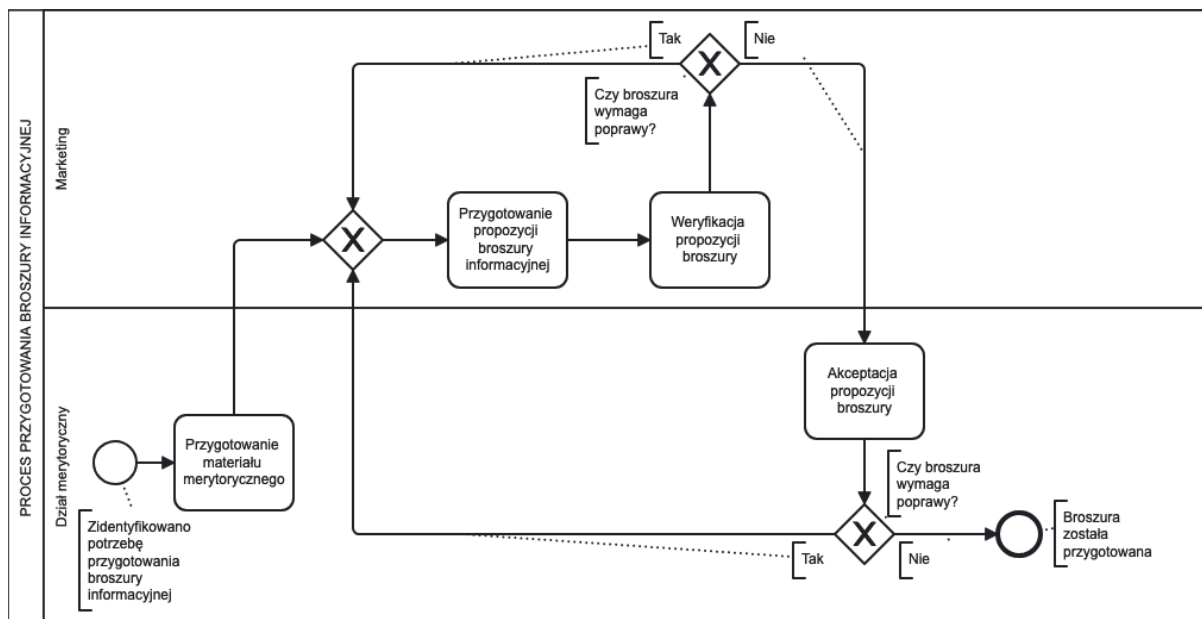 PROCES PRZYGOTOWANIA BROSZURY INFORMACYJNEJ
Marketing
Tak
Nie
Czy broszura
wymaga
poprawy?
Przygotowanie
propozycji
broszury
informacyjnej
Weryfikacja
propozycji
broszury
Dział merytoryczny
Akceptacja
propozycji
broszury
Przygotowanie
materiału
merytorycznego
Czy broszura
wymaga
poprawy?
Zidentyfikowano
potrzebę
przygotowania
broszury
informacyjnej
Tak
Nie
Broszura
została
przygotowana